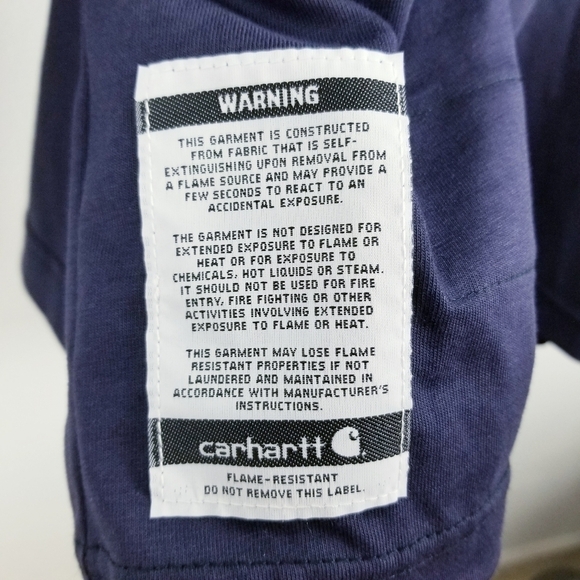 WARNING
THIS GARMENT IS CONSTRUCTED
FROM FABRIC THAT IS SELF-
EXTINGUISHING UPON REMOVAL FROM
A FLAME SOURCE AND MAY PROVIDE A
FEW SECONDS TO REACT TO AN
ACCIDENTAL EXPOSURE.
THE GARMENT IS NOT DESIGNED FOR
EXTENDED EXPOSURE TO FLAME OR
HEAT OR FOR EXPOSURE TO
CHEMICALS, HOT LIQUIDS OR STEAM.
IT SHOULD NOT BE USED FOR FIRE
ENTRY, FIRE FIGHTING OR OTHER
ACTIVITIES INVOLVING EXTENDED
EXPOSURE TO FLAME OR HEAT.
THIS GARMENT MAY LOSE FLAME
RESISTANT PROPERTIES IF NOT
LAUNDERED AND MAINTAINED IN
ACCORDANCE WITH MANUFACTURER'S
INSTRUCTIONS.
carhartt
FLAME-RESISTANT
DO NOT REMOVE THIS LABEL.